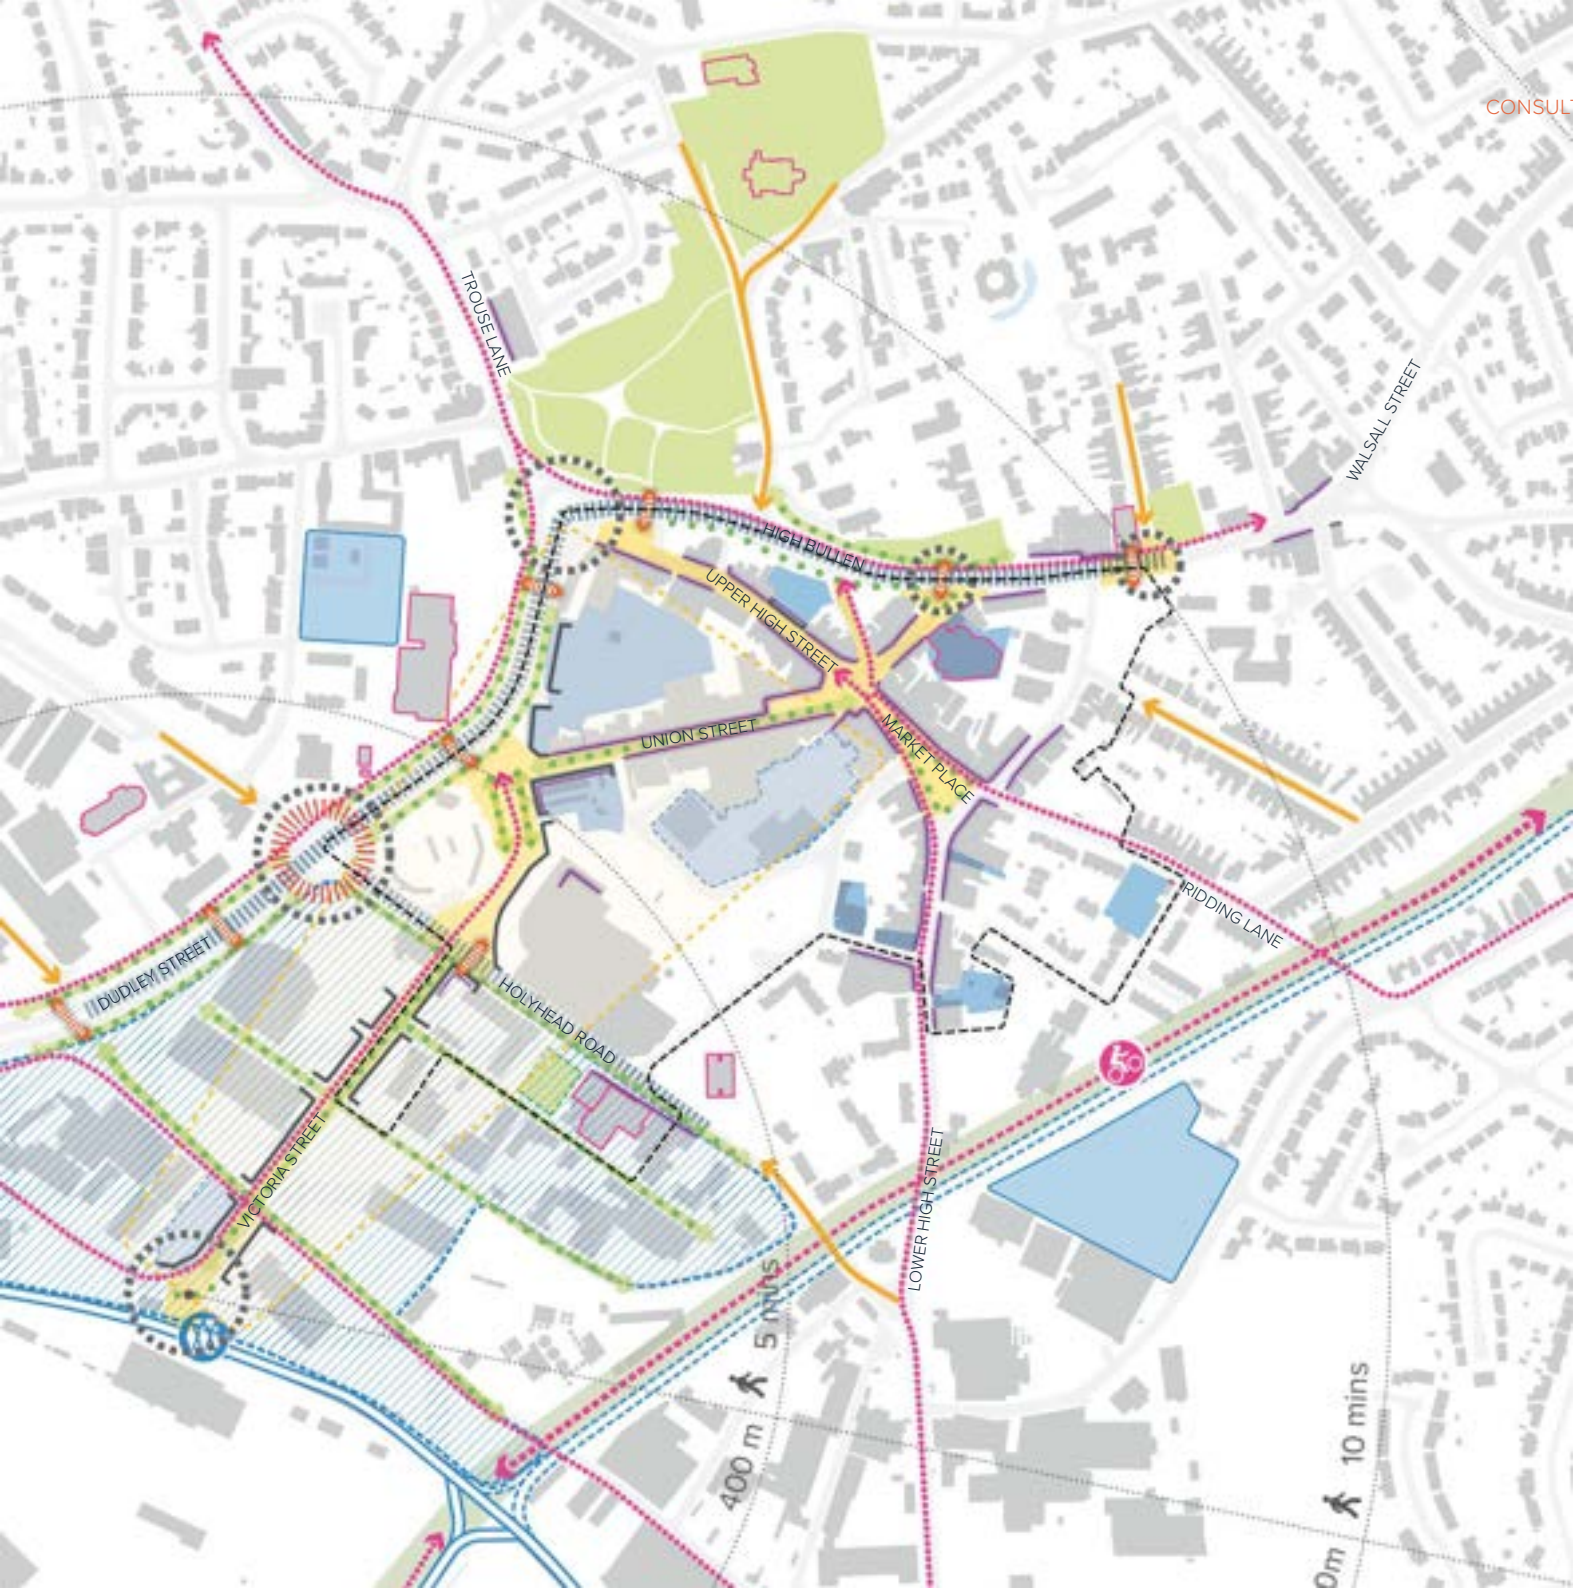 CONSULT
TROUSE LANE
WALSALL STREET
HIGH BULLEN
UPPER HIGH STREET
UNION STREET
MARKET PLACE
RIDDING LANE
DUDLEY STREET
HOLYHEAD ROAD
VICTORIA STREET
LOWER HIGH STREET
5 mins
400 m
10 mins
0m